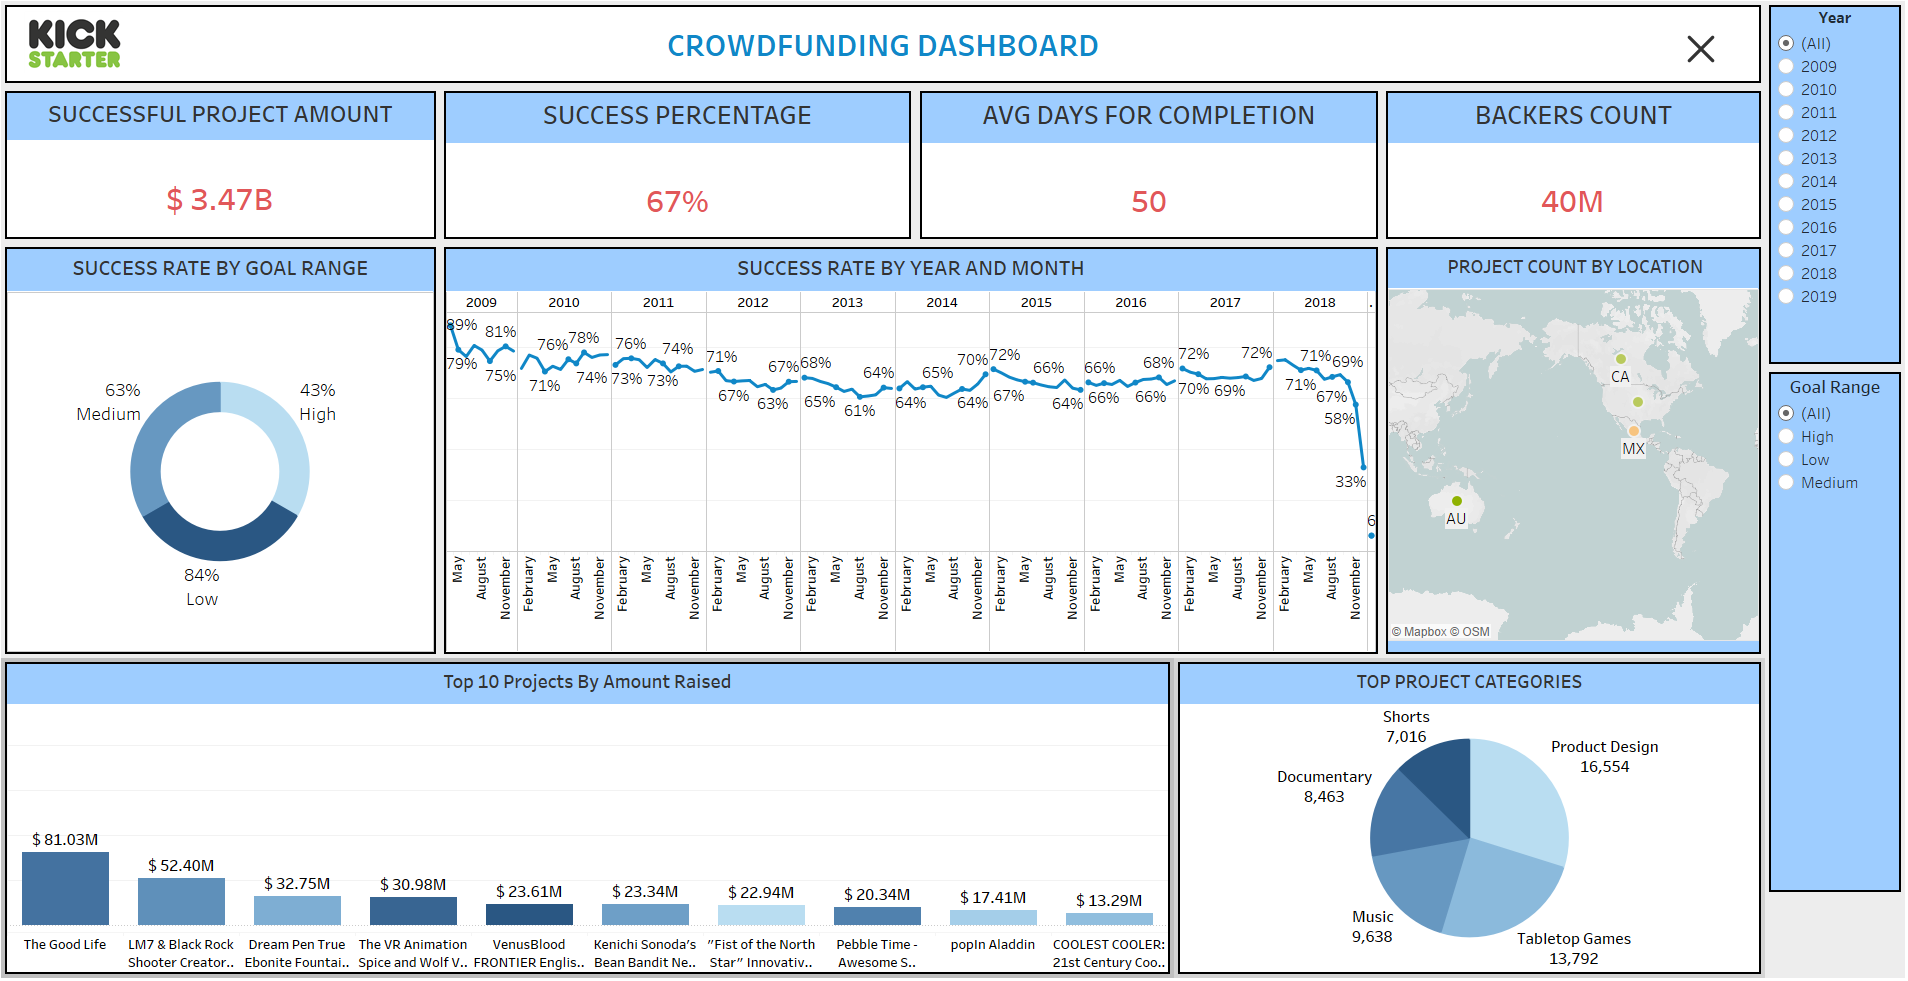 KICK
STARTER
CROWDFUNDING DASHBOARD
Year
(All)
2009
2010
2011
2012
2013
2014
2015
2016
2017
2018
2019
Goal Range
(All)
High
Low
Medium
SUCCESSFUL PROJECT AMOUNT
$ 3.47B
SUCCESS PERCENTAGE
67%
AVG DAYS FOR COMPLETION
50
BACKERS COUNT
40M
SUCCESS RATE BY GOAL RANGE
63%
Medium
43%
High
84%
Low
SUCCESS RATE BY YEAR AND MONTH
2009 2010 2011 2012 2013 2014 2015 2016 2017 2018 .
89% 79% 81% 75%
76% 71% 78% 74%
76% 73% 73% 74%
71% 67% 63% 67%
68% 65% 61% 64%
64% 65% 70% 64%
72% 67% 66% 64%
66% 66% 66% 68%
72% 70% 69% 72%
71% 71% 69% 67% 58% 33%
6
May August November
February May August November
February May August November
February May August November
February May August November
February May August November
February May August November
February May August November
February May August November
February May August November
PROJECT COUNT BY LOCATION
CA
MX
AU
© Mapbox © OSM
Top 10 Projects By Amount Raised
$ 81.03M
$ 52.40M
$ 32.75M
$ 30.98M
$ 23.61M
$ 23.34M
$ 22.94M
$ 20.34M
$ 17.41M
$ 13.29M
The Good Life
LM7 & Black Rock
Shooter Creator..
Dream Pen True
Ebonite Fountai..
The VR Animation
Spice and Wolf V..
VenusBlood
FRONTIER Englis..
Kenichi Sonoda's
Bean Bandit Ne..
"Fist of the North
Star" Innovativ..
Pebble Time -
Awesome S..
popIn Aladdin
COOLEST COOLER:
21st Century Coo..
TOP PROJECT CATEGORIES
Shorts
7,016
Product Design
16,554
Documentary
8,463
Music
9,638
Tabletop Games
13,792